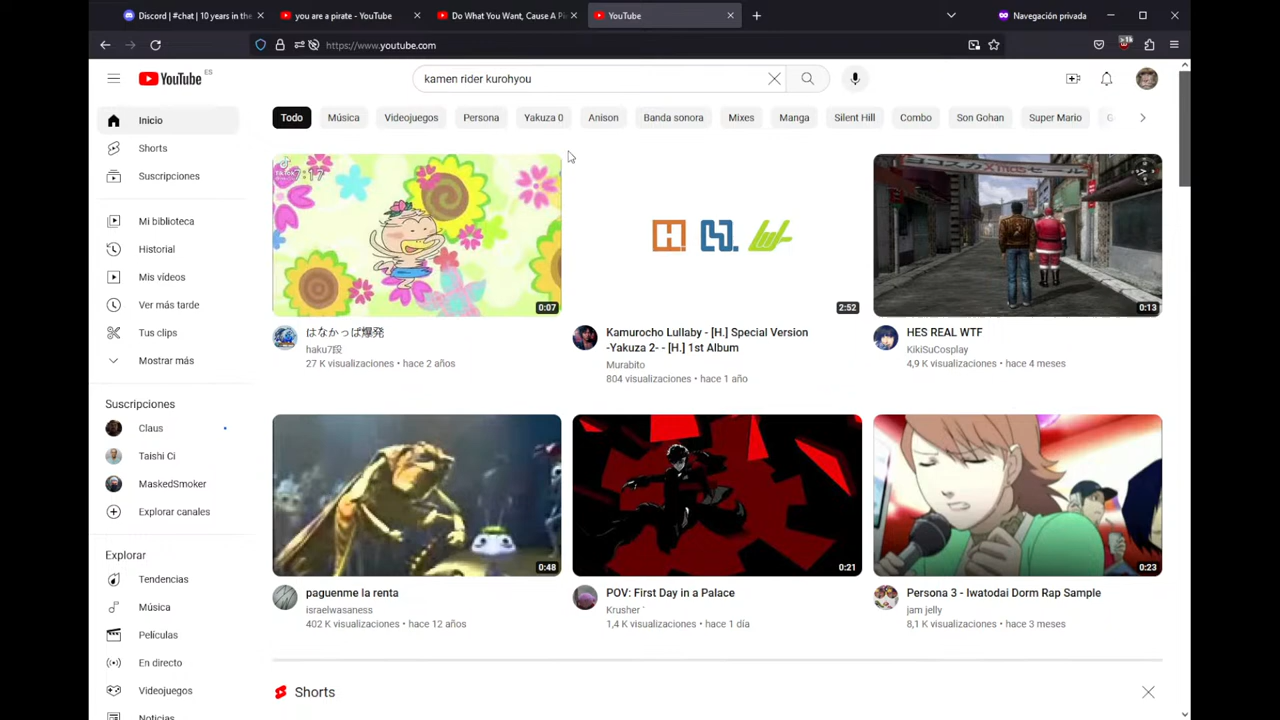 Discord | #chat | 10 years in the
you are a pirate - YouTube
Do What You Want, Cause A Pi
YouTube
Navegación privada
https://www.youtube.com
YouTube ES
kamen rider kurohyou
Todo
Música
Videojuegos
Persona
Yakuza 0
Anison
Banda sonora
Mixes
Manga
Silent Hill
Combo
Son Gohan
Super Mario
G
Inicio
Shorts
Suscripciones
Mi biblioteca
Historial
Mis vídeos
Ver más tarde
Tus clips
Mostrar más
Suscripciones
Claus
Taishi Ci
MaskedSmoker
Explorar canales
Explorar
Tendencias
Música
Películas
En directo
Videojuegos
Noticias
7:17
0:07
はなかっぱ爆発
haku7段
27 K visualizaciones • hace 2 años
H. H. 
2:52
Kamurocho Lullaby - [H.] Special Version
-Yakuza 2- - [H.] 1st Album
Murabito
804 visualizaciones • hace 1 año
0:13
HES REAL WTF
KikiSuCosplay
4,9 K visualizaciones • hace 4 meses
0:48
paguenme la renta
israelwasaness
402 K visualizaciones • hace 12 años
0:21
POV: First Day in a Palace
Krusher `
1,4 K visualizaciones • hace 1 día
0:23
Persona 3 - Iwatodai Dorm Rap Sample
jam jelly
8,1 K visualizaciones • hace 3 meses
Shorts